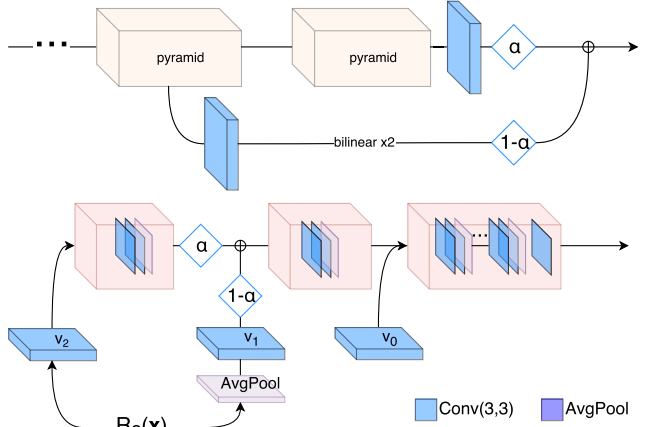 pyramid
pyramid
α
bilinear x2
1-α
α
1-α
v2
v1
v0
AvgPool
Conv(3,3)
AvgPool